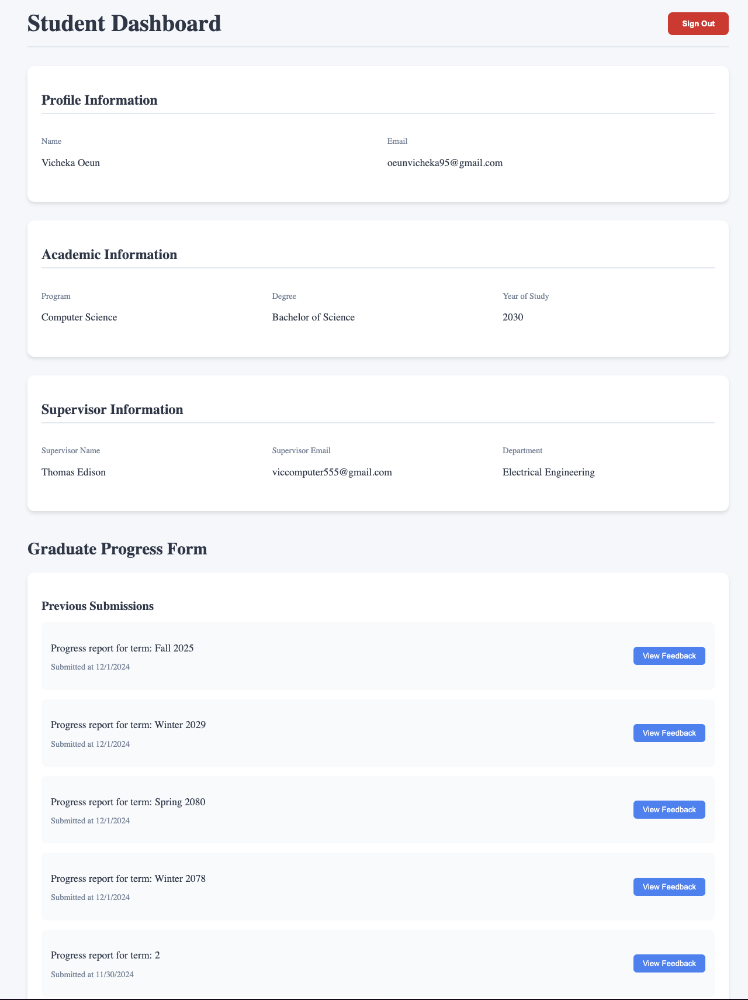 Student Dashboard
Sign Out
Profile Information
Name
Email
Vicheka Oeun
oeunvicheka95@gmail.com
Academic Information
Program
Degree
Year of Study
Computer Science
Bachelor of Science
2030
Supervisor Information
Supervisor Name
Supervisor Email
Department
Thomas Edison
viccomputer555@gmail.com
Electrical Engineering
Graduate Progress Form
Previous Submissions
Progress report for term: Fall 2025
Submitted at 12/1/2024
View Feedback
Progress report for term: Winter 2029
Submitted at 12/1/2024
View Feedback
Progress report for term: Spring 2080
Submitted at 12/1/2024
View Feedback
Progress report for term: Winter 2078
Submitted at 12/1/2024
View Feedback
Progress report for term: 2
Submitted at 11/30/2024
View Feedback